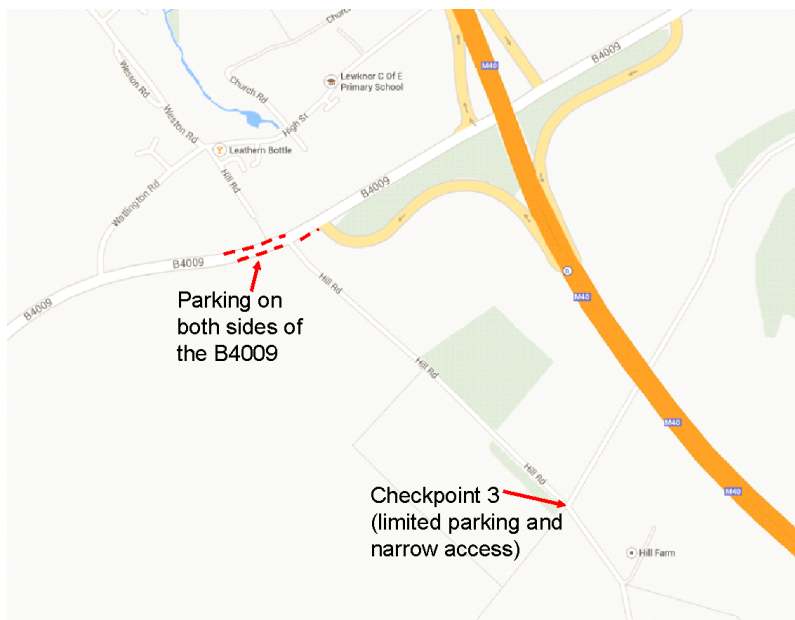 Lewknor C Of E
Primary School
Church Rd
Church Rd
High St
Weston Rd
Weston Rd
Leathern Bottle
Watlington Rd
Hill Rd
M40
B4009
B4009
B4009
B4009
Parking on
both sides of
the B4009
Hill Rd
M40
Hill Rd
M40
Hill Rd
M40
Checkpoint 3
(limited parking and
narrow access)
Hill Farm